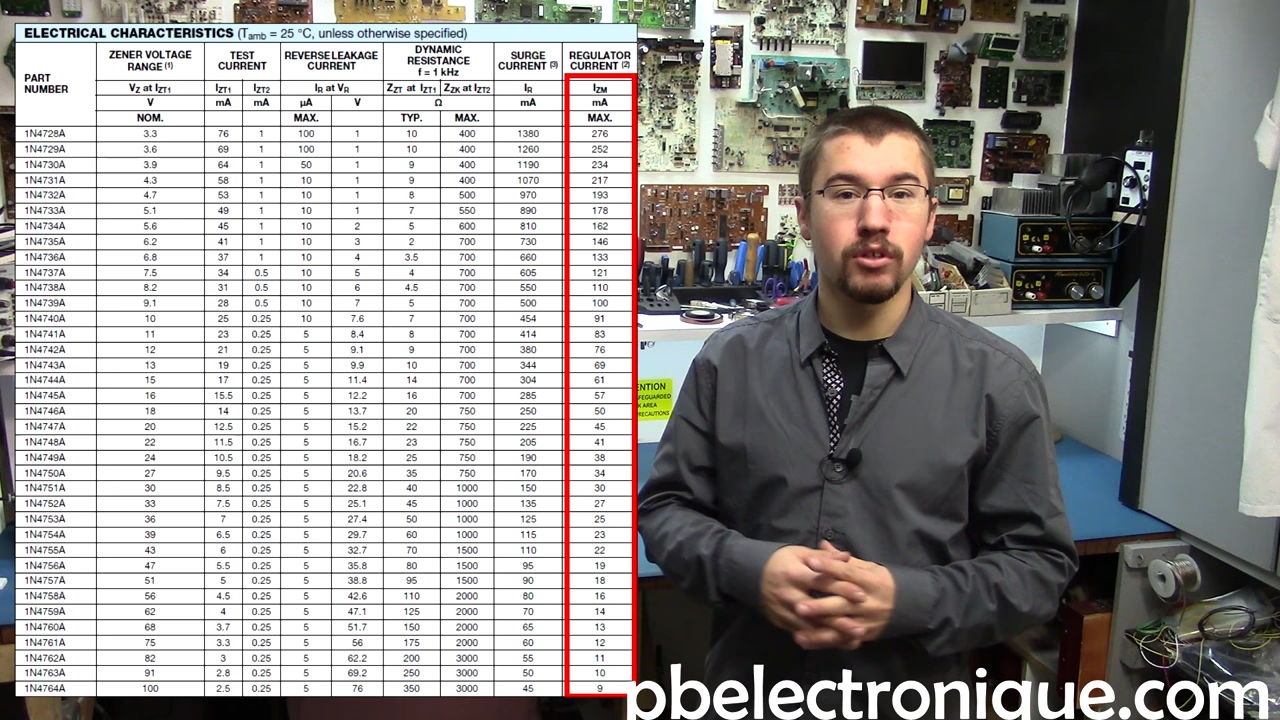 ELECTRICAL CHARACTERISTICS (Tamb = 25 °C, unless otherwise specified)
PART NUMBER ZENER VOLTAGE RANGE (1) TEST CURRENT REVERSE LEAKAGE CURRENT DYNAMIC RESISTANCE f = 1 kHz SURGE CURRENT (3) REGULATOR CURRENT (2)
VZ at IZT1 IZT1 IZT2 IR at VR ZZT at IZT1 ZZK at IZT2 IR IZM
V mA mA µA V Ω mA mA
NOM. MAX. TYP. MAX. MAX.
1N4728A 3.3 76 1 100 1 10 400 1380 276
1N4729A 3.6 69 1 100 1 10 400 1260 252
1N4730A 3.9 64 1 50 1 9 400 1190 234
1N4731A 4.3 58 1 10 1 9 400 1070 217
1N4732A 4.7 53 1 10 1 8 500 970 193
1N4733A 5.1 49 1 10 1 7 550 890 178
1N4734A 5.6 45 1 10 2 5 600 810 162
1N4735A 6.2 41 1 10 3 2 700 730 146
1N4736A 6.8 37 1 10 4 3.5 700 660 133
1N4737A 7.5 34 0.5 10 5 4 700 605 121
1N4738A 8.2 31 0.5 10 6 4.5 700 550 110
1N4739A 9.1 28 0.5 10 7 5 700 500 100
1N4740A 10 25 0.25 10 7.6 7 700 454 91
1N4741A 11 23 0.25 5 8.4 8 700 414 83
1N4742A 12 21 0.25 5 9.1 9 700 380 76
1N4743A 13 19 0.25 5 9.9 10 700 344 69
1N4744A 15 17 0.25 5 11.4 14 700 304 61
1N4745A 16 15.5 0.25 5 12.2 16 700 285 57
1N4746A 18 14 0.25 5 13.7 20 750 250 50
1N4747A 20 12.5 0.25 5 15.2 22 750 225 45
1N4748A 22 11.5 0.25 5 16.7 23 750 205 41
1N4749A 24 10.5 0.25 5 18.2 25 750 190 38
1N4750A 27 9.5 0.25 5 20.6 35 750 170 34
1N4751A 30 8.5 0.25 5 22.8 40 1000 150 30
1N4752A 33 7.5 0.25 5 25.1 45 1000 135 27
1N4753A 36 7 0.25 5 27.4 50 1000 125 25
1N4754A 39 6.5 0.25 5 29.7 60 1000 115 23
1N4755A 43 6 0.25 5 32.7 70 1500 110 22
1N4756A 47 5.5 0.25 5 35.8 80 1500 95 19
1N4757A 51 5 0.25 5 38.8 95 1500 90 18
1N4758A 56 4.5 0.25 5 42.6 110 2000 80 16
1N4759A 62 4 0.25 5 47.1 125 2000 70 14
1N4760A 68 3.7 0.25 5 51.7 150 2000 65 13
1N4761A 75 3.3 0.25 5 56 175 2000 60 12
1N4762A 82 3 0.25 5 62.2 200 3000 55 11
1N4763A 91 2.8 0.25 5 69.2 250 3000 50 10
1N4764A 100 2.5 0.25 5 76 350 3000 45 9
ENTION
AREA
PRECAUTIONS
pbelectronique.com